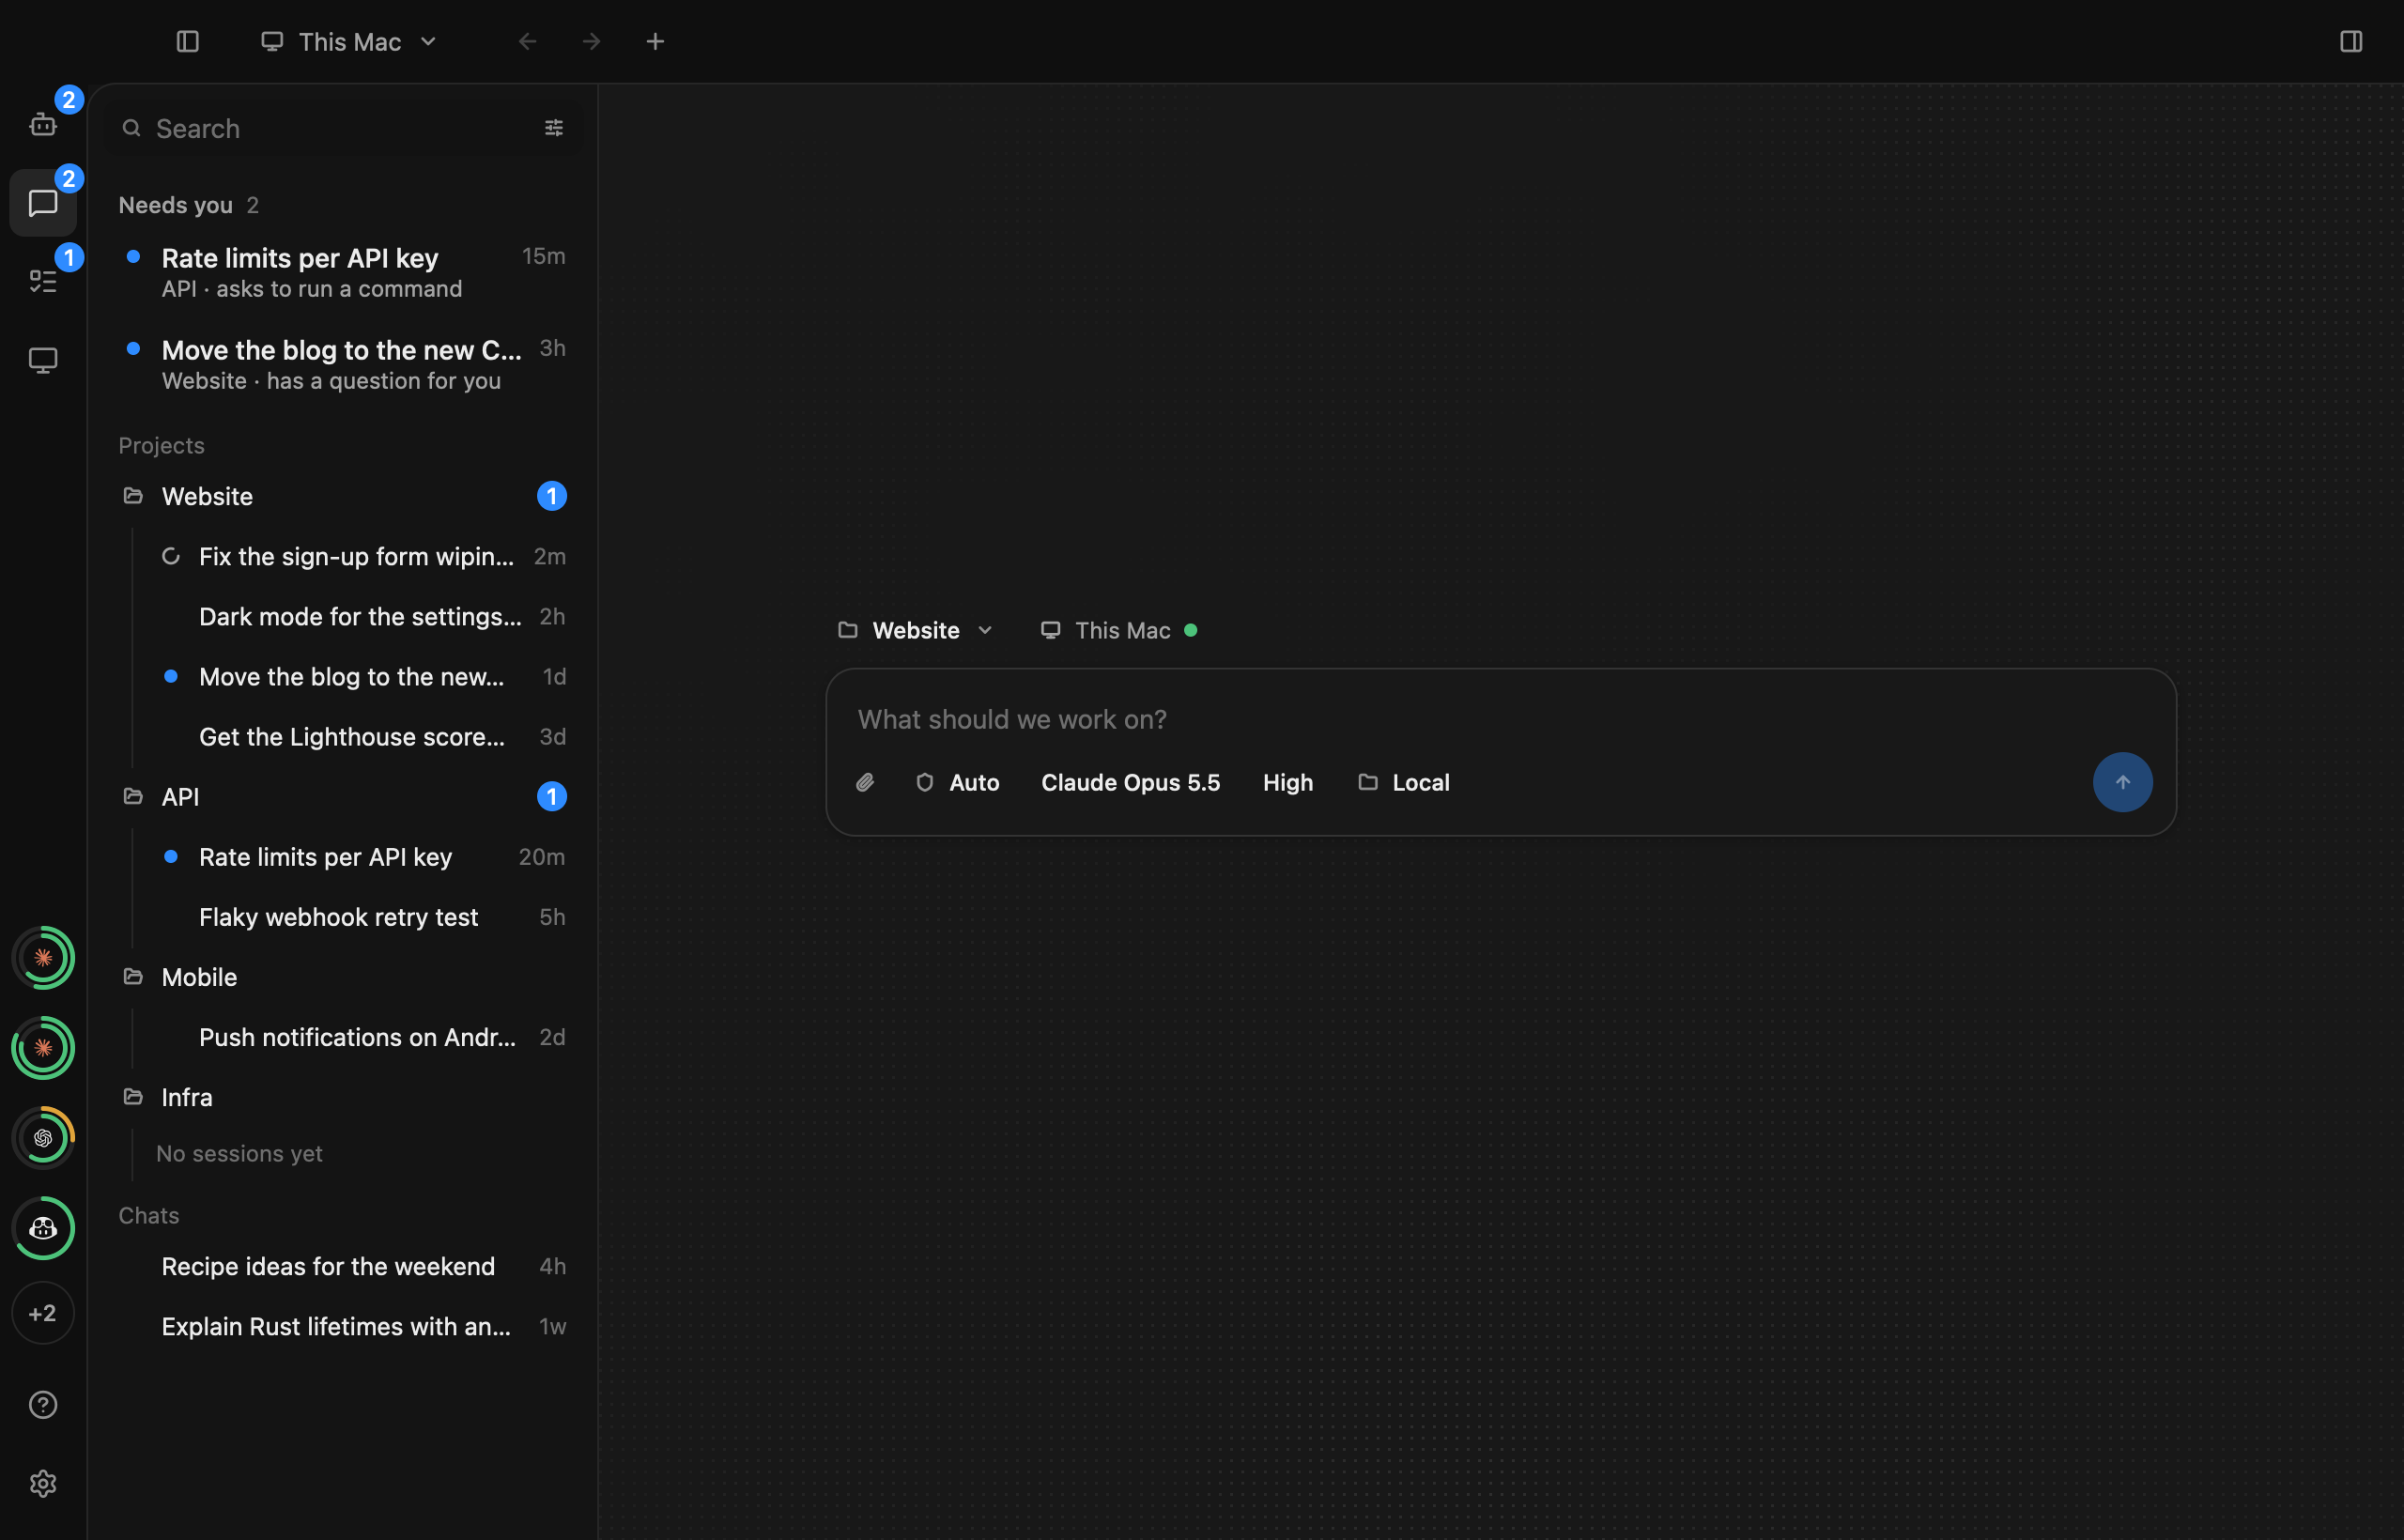 This Mac
2
2
1
Search
Needs you 2
Rate limits per API key 15m
API · asks to run a command
Move the blog to the new C... 3h
Website · has a question for you
Projects
Website 1
Fix the sign-up form wipin... 2m
Dark mode for the settings... 2h
Move the blog to the new... 1d
Get the Lighthouse score... 3d
API 1
Rate limits per API key 20m
Flaky webhook retry test 5h
Mobile
Push notifications on Andr... 2d
Infra
No sessions yet
Chats
Recipe ideas for the weekend 4h
Explain Rust lifetimes with an... 1w
+2
Website This Mac
What should we work on?
Auto Claude Opus 5.5 High Local